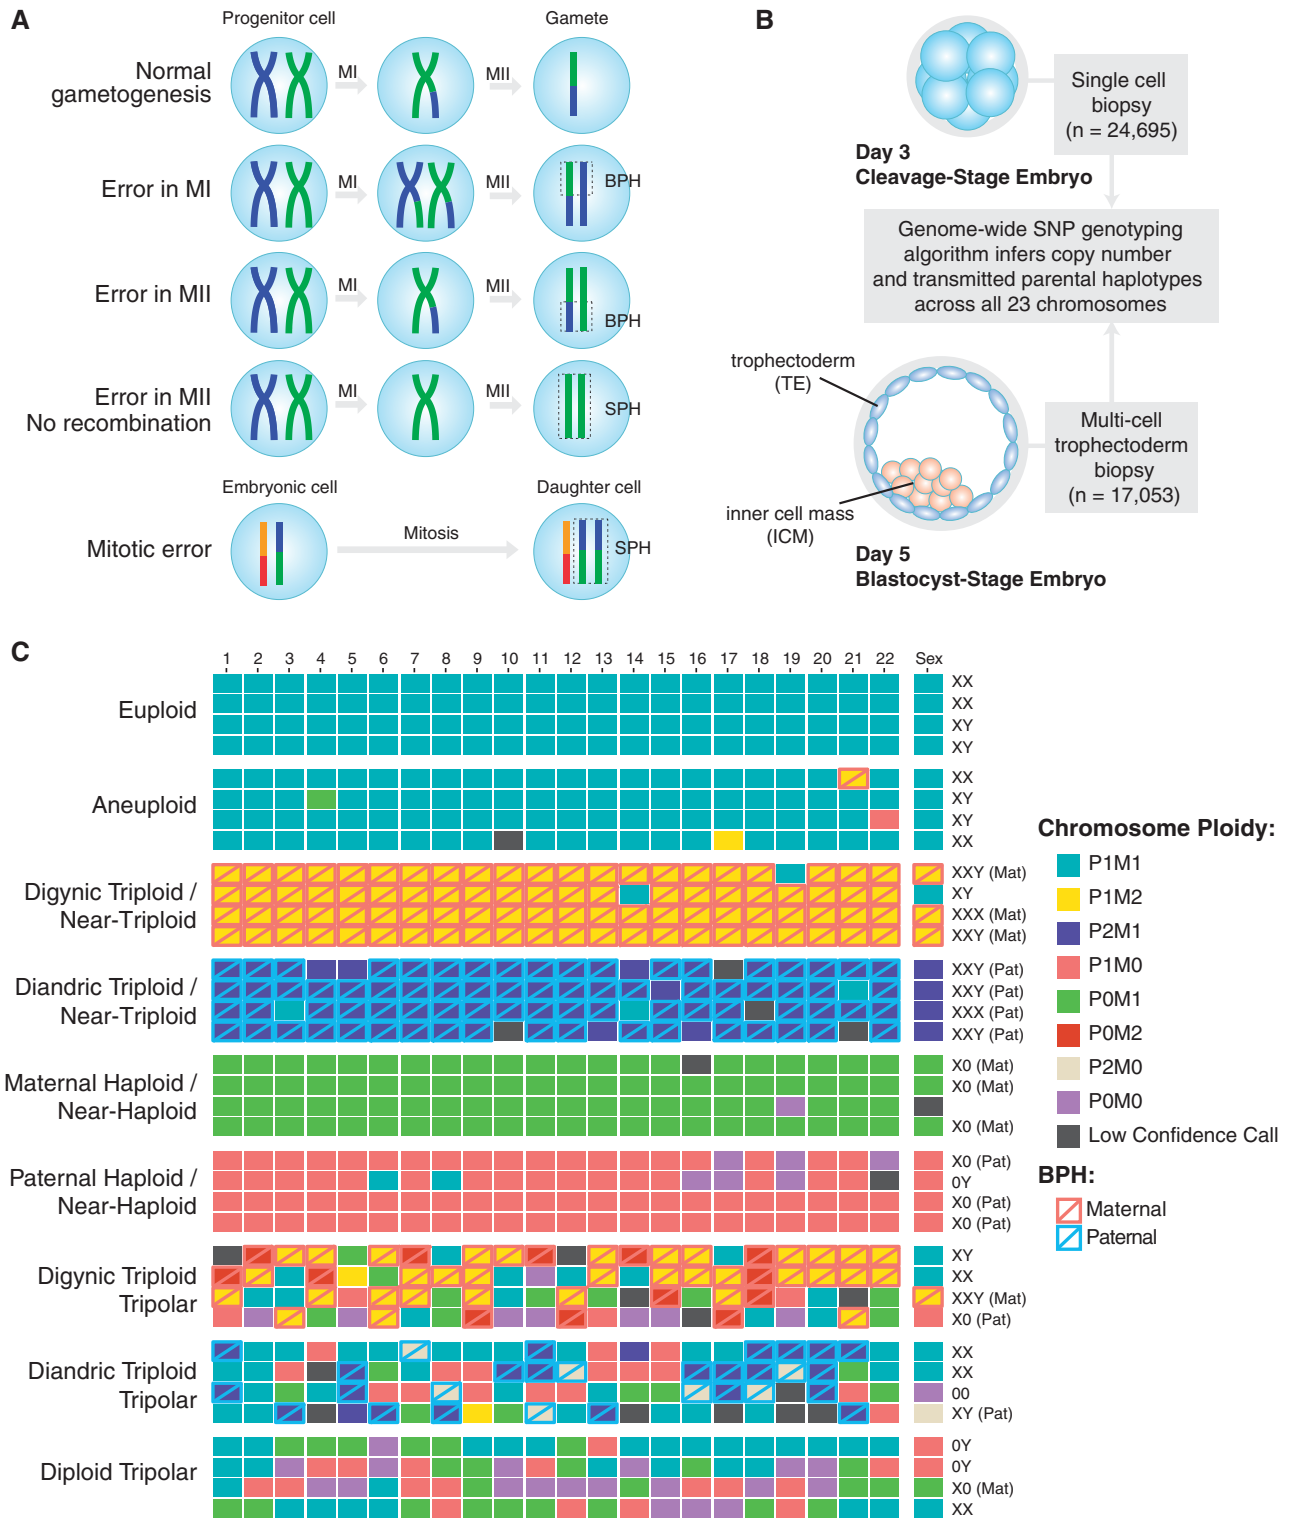 A
Progenitor cell
Gamete
Normal
gametogenesis
MI
MII
Error in MI
MI
MII
BPH
Error in MII
MI
MII
BPH
Error in MII
No recombination
MI
MII
SPH
Embryonic cell
Daughter cell
Mitotic error
Mitosis
SPH
B
Single cell
biopsy
(n = 24,695)
Day 3
Cleavage-Stage Embryo
Genome-wide SNP genotyping
algorithm infers copy number
and transmitted parental haplotypes
across all 23 chromosomes
trophectoderm
(TE)
Multi-cell
trophectoderm
biopsy
(n = 17,053)
inner cell mass
(ICM)
Day 5
Blastocyst-Stage Embryo
C
1 2 3 4 5 6 7 8 9 10 11 12 13 14 15 16 17 18 19 20 21 22 Sex
Euploid
XX
XX
XY
XY
Aneuploid
XX
XY
XY
XX
Digynic Triploid /
Near-Triploid
XXY (Mat)
XY
XXX (Mat)
XXY (Mat)
Diandric Triploid /
Near-Triploid
XXY (Pat)
XXY (Pat)
XXX (Pat)
XXY (Pat)
Maternal Haploid /
Near-Haploid
X0 (Mat)
X0 (Mat)
X0 (Mat)
Paternal Haploid /
Near-Haploid
X0 (Pat)
0Y
X0 (Pat)
X0 (Pat)
Digynic Triploid
Tripolar
XY
XX
XXY (Mat)
X0 (Pat)
Diandric Triploid
Tripolar
XX
XX
00
XY (Pat)
Diploid Tripolar
0Y
0Y
X0 (Mat)
XX
Chromosome Ploidy:
P1M1
P1M2
P2M1
P1M0
P0M1
P0M2
P2M0
P0M0
Low Confidence Call
BPH:
Maternal
Paternal